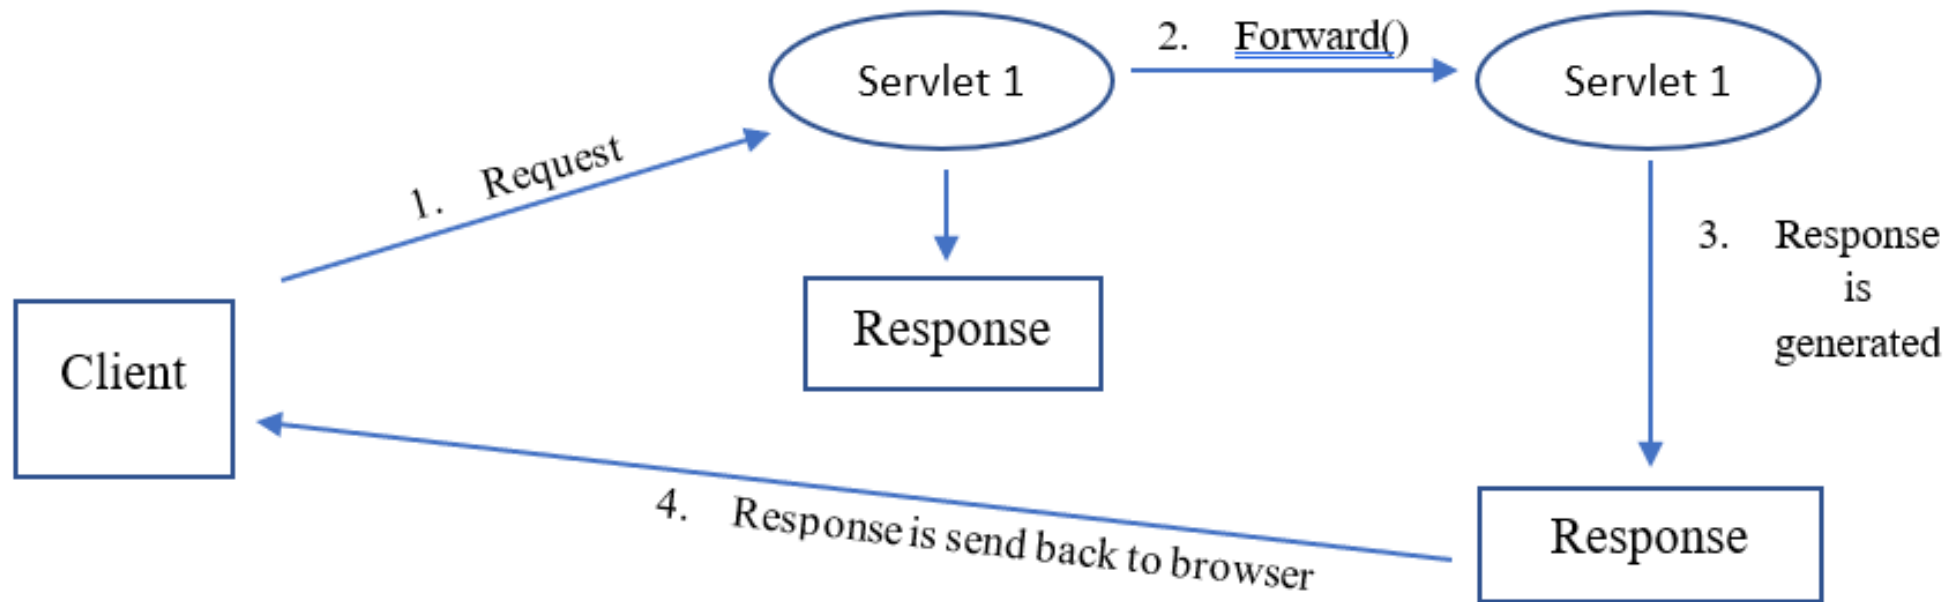 2. Forward()
Servlet 1
Servlet 1
1. Request
3. Response
is
generated
Response
Client
4. Response is send back to browser
Response